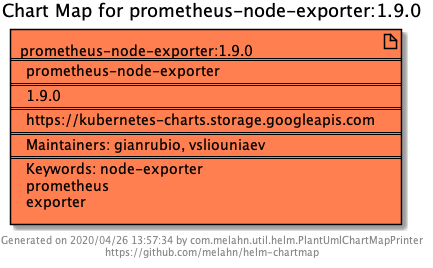 Chart Map for prometheus-node-exporter:1.9.0
prometheus-node-exporter:1.9.0
prometheus-node-exporter
1.9.0
https://kubernetes-charts.storage.googleapis.com
Maintainers: gianrubio, vsliouniaev
Keywords: node-exporter
prometheus
exporter
Generated on 2020/04/26 13:57:34 by com.melahn.util.helm.PlantUmlChartMapPrinter
https://github.com/melahn/helm-chartmap